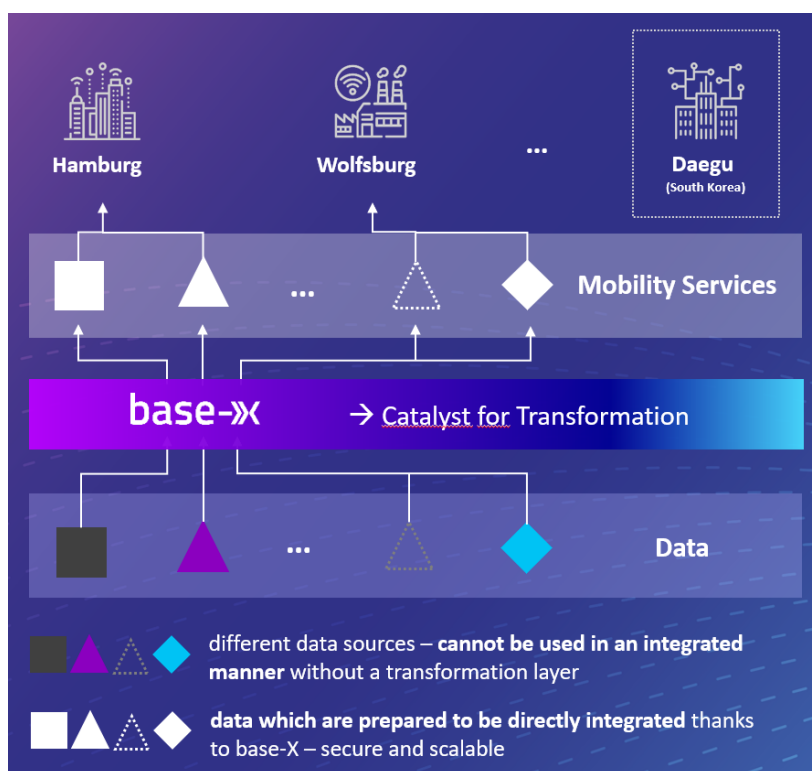 Hamburg
Wolfsburg
...
Daegu
(South Korea)
...
Mobility Services
base-x
→ Catalyst for Transformation
...
Data
different data sources – cannot be used in an integrated
manner without a transformation layer
data which are prepared to be directly integrated thanks
to base-X – secure and scalable